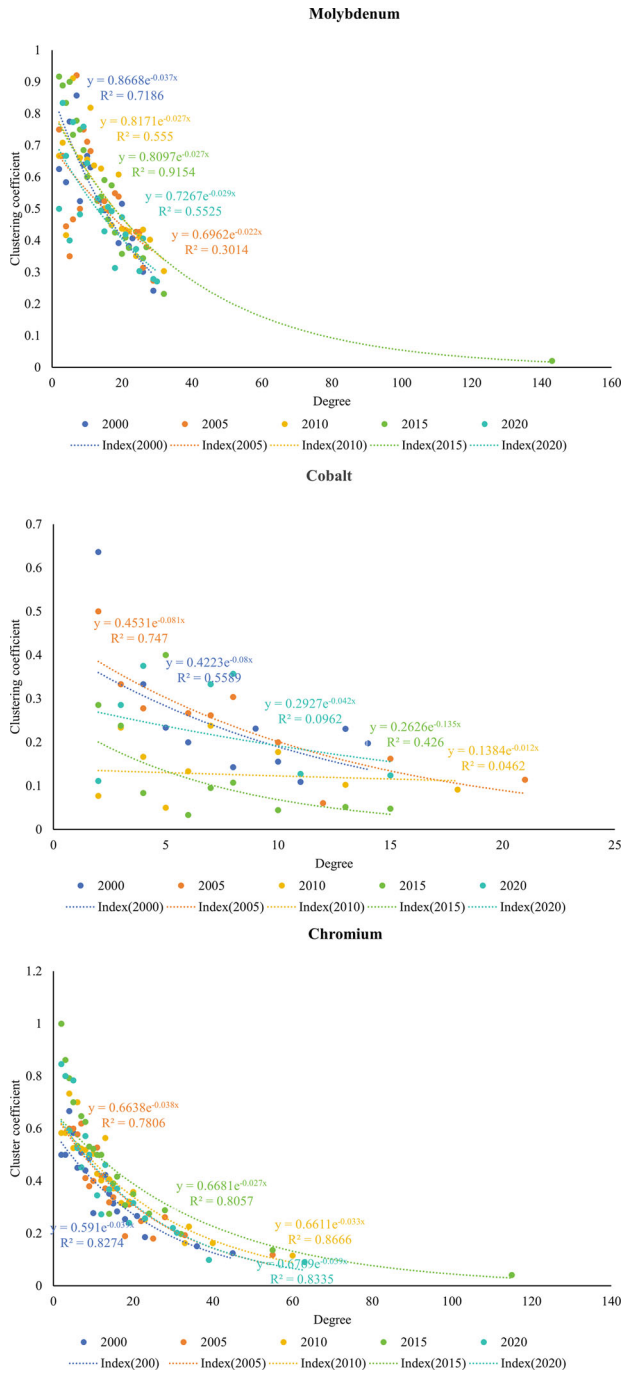 Molybdenum
1
0.9
0.8
0.7
0.6
0.5
0.4
0.3
0.2
0.1
0
Clustering coefficient
y = 0.8668e^-0.037x
R² = 0.7186
y = 0.8171e^-0.027x
R² = 0.555
y = 0.8097e^-0.027x
R² = 0.9154
y = 0.7267e^-0.029x
R² = 0.5525
y = 0.6962e^-0.022x
R² = 0.3014
0 20 40 60 80 100 120 140 160
Degree
2000 2005 2010 2015 2020
Index(2000) Index(2005) Index(2010) Index(2015) Index(2020)
Cobalt
0.7
0.6
0.5
0.4
0.3
0.2
0.1
0
Clustering coefficient
y = 0.4531e^-0.081x
R² = 0.747
y = 0.4223e^-0.08x
R² = 0.5589
y = 0.2927e^-0.042x
R² = 0.0962
y = 0.2626e^-0.135x
R² = 0.426
y = 0.1384e^-0.012x
R² = 0.0462
0 5 10 15 20 25
Degree
2000 2005 2010 2015 2020
Index(2000) Index(2005) Index(2010) Index(2015) Index(2020)
Chromium
1.2
1
0.8
0.6
0.4
0.2
0
Cluster coefficient
y = 0.6638e^-0.038x
R² = 0.7806
y = 0.6681e^-0.027x
R² = 0.8057
y = 0.6611e^-0.033x
R² = 0.8666
y = 0.591e^-0.039x
R² = 0.8274
R² = 0.8335
0 20 40 60 80 100 120 140
Degree
2000 2005 2010 2015 2020
Index(200) Index(2005) Index(2010) Index(2015) Index(2020)